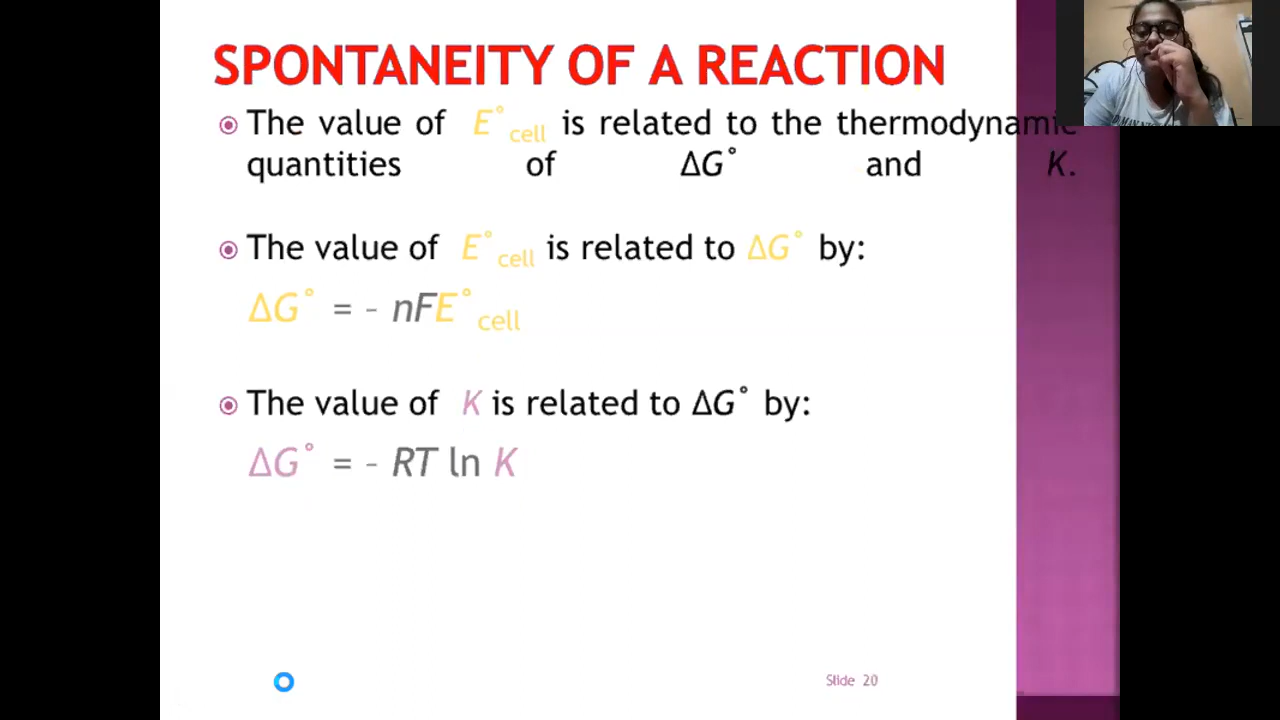 SPONTANEITY OF A REACTION
The value of E°cell is related to the thermodynamic
quantities of ΔG° and K.
The value of E°cell is related to ΔG° by:
ΔG° = – nFE°cell
The value of K is related to ΔG° by:
ΔG° = – RT ln K
Slide 20